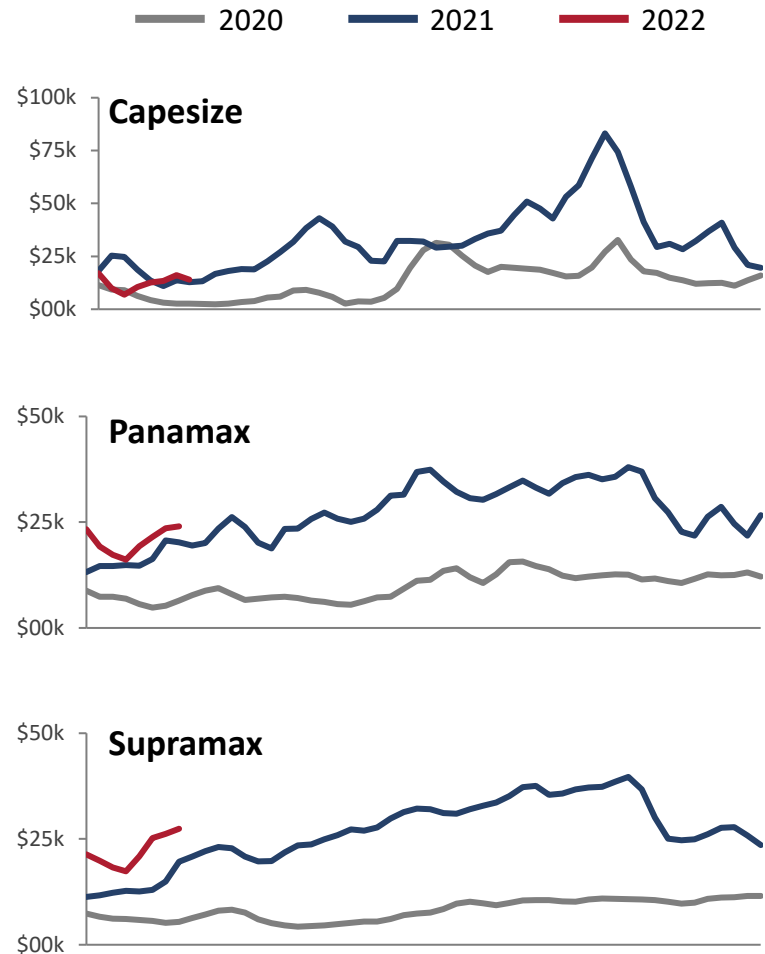 2020 2021 2022
Capesize
$100k
$75k
$50k
$25k
$00k
Panamax
$50k
$25k
$00k
Supramax
$50k
$25k
$00k